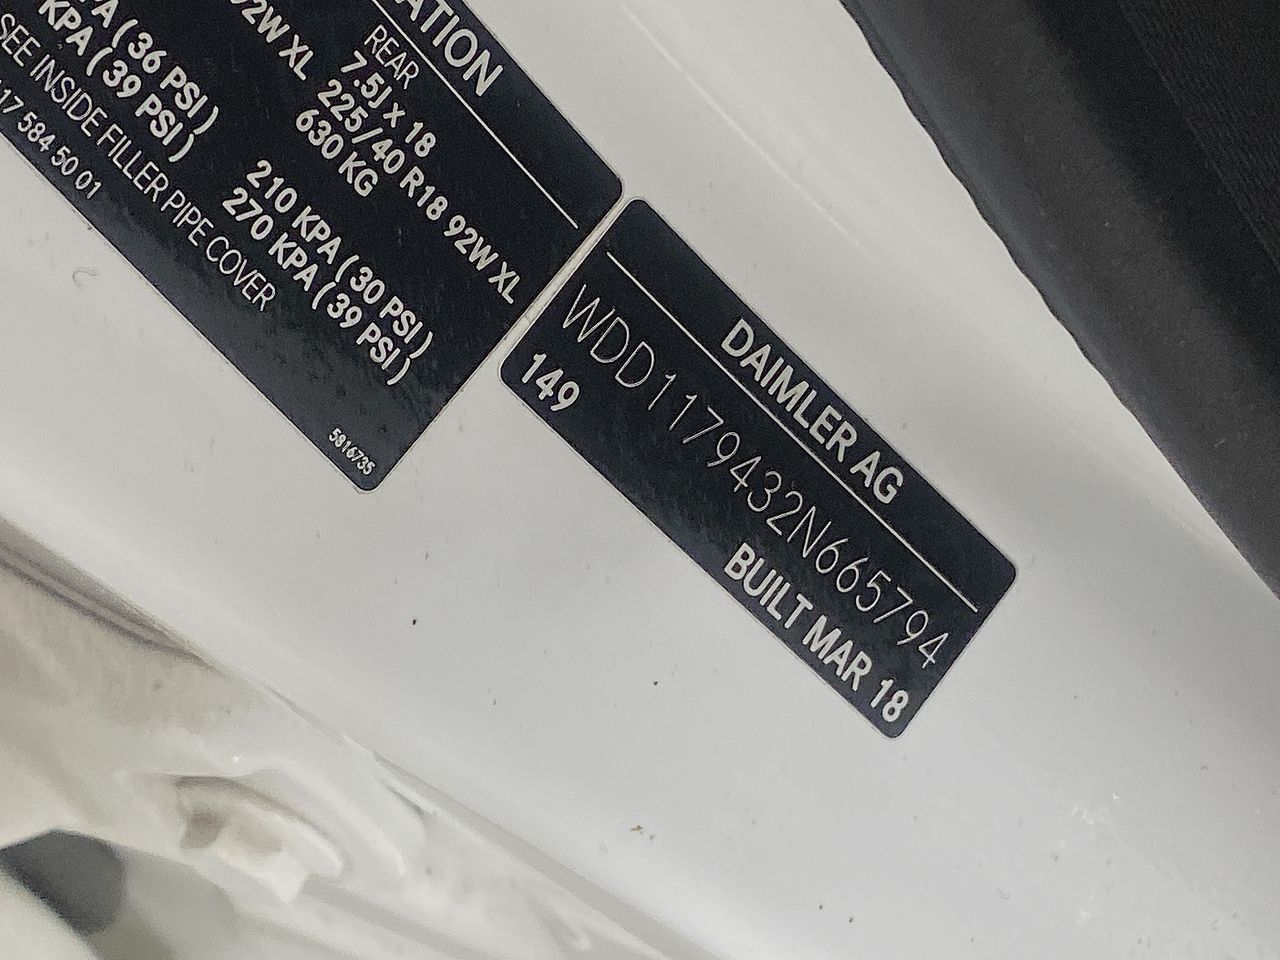 ATION
REAR
7.5J x 18
92W XL 225/40 R18 92W XL
630 KG
PA ( 36 PSI ) 210 KPA ( 30 PSI )
KPA ( 39 PSI ) 270 KPA ( 39 PSI )
SEE INSIDE FILLER PIPE COVER
17 584 50 01
5816735
DAIMLER AG
WDD1179432N665794
149 BUILT MAR 18